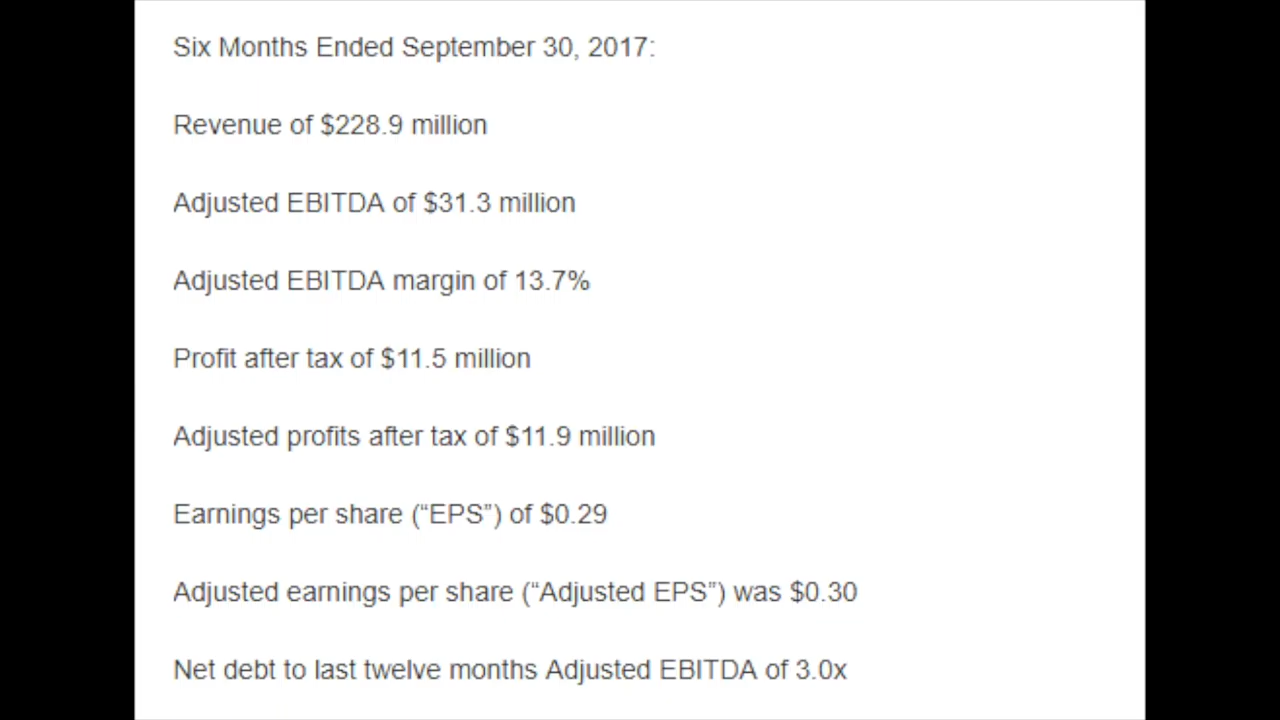 Six Months Ended September 30, 2017:
Revenue of $228.9 million
Adjusted EBITDA of $31.3 million
Adjusted EBITDA margin of 13.7%
Profit after tax of $11.5 million
Adjusted profits after tax of $11.9 million
Earnings per share (“EPS”) of $0.29
Adjusted earnings per share (“Adjusted EPS”) was $0.30
Net debt to last twelve months Adjusted EBITDA of 3.0x